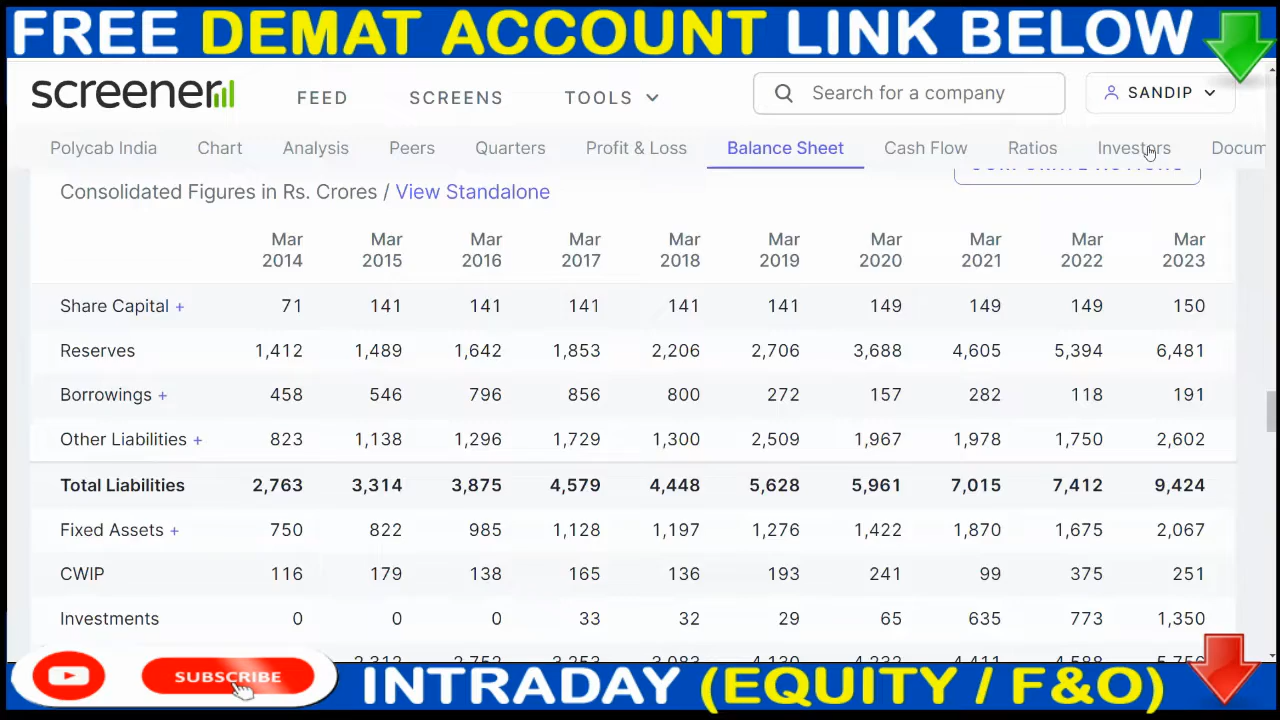 FREE DEMAT ACCOUNT LINK BELOW
screener
FEED SCREENS TOOLS Search for a company SANDIP
Polycab India Chart Analysis Peers Quarters Profit & Loss Balance Sheet Cash Flow Ratios Investors Docum
Consolidated Figures in Rs. Crores / View Standalone
Mar Mar Mar Mar Mar Mar Mar Mar Mar Mar
2014 2015 2016 2017 2018 2019 2020 2021 2022 2023
Share Capital + 71 141 141 141 141 141 149 149 149 150
Reserves 1,412 1,489 1,642 1,853 2,206 2,706 3,688 4,605 5,394 6,481
Borrowings + 458 546 796 856 800 272 157 282 118 191
Other Liabilities + 823 1,138 1,296 1,729 1,300 2,509 1,967 1,978 1,750 2,602
Total Liabilities 2,763 3,314 3,875 4,579 4,448 5,628 5,961 7,015 7,412 9,424
Fixed Assets + 750 822 985 1,128 1,197 1,276 1,422 1,870 1,675 2,067
CWIP 116 179 138 165 136 193 241 99 375 251
Investments 0 0 0 33 32 29 65 635 773 1,350
SUBSCRIBE
INTRADAY (EQUITY / F&O)